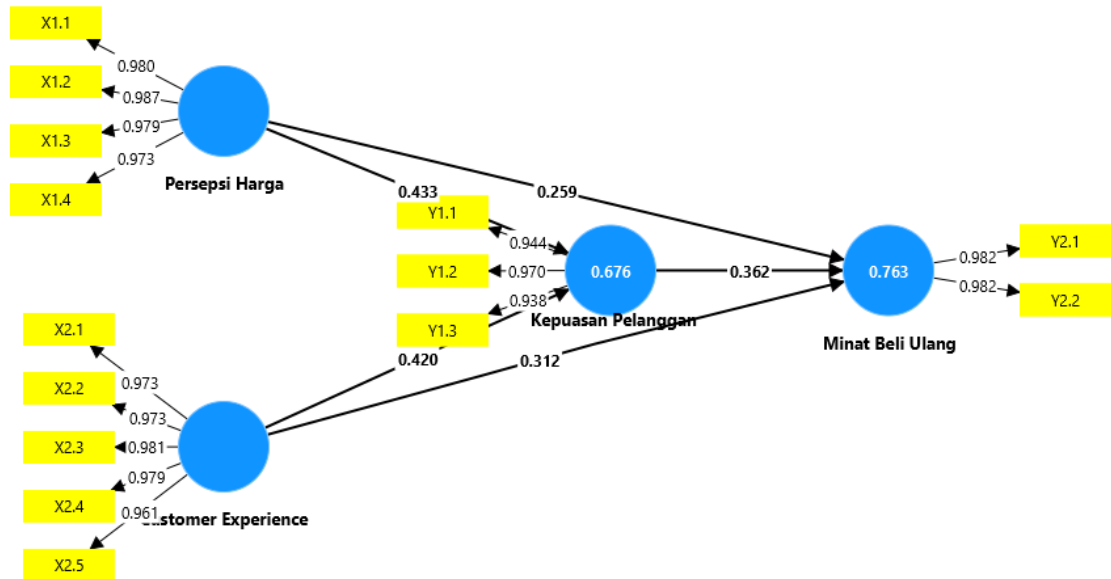 X1.1
0.980
X1.2
0.987
X1.3
0.979
0.973
X1.4
Persepsi Harga
0.433
0.259
Y1.1
0.944
Y1.2
0.970
0.676
0.362
0.763
Y1.3
0.938
Kepuasan Pelanggan
Y2.1
0.982
0.982
Y2.2
Minat Beli Ulang
0.420
0.312
X2.1
0.973
X2.2
0.973
X2.3
0.981
0.979
X2.4
0.961
Customer Experience
X2.5